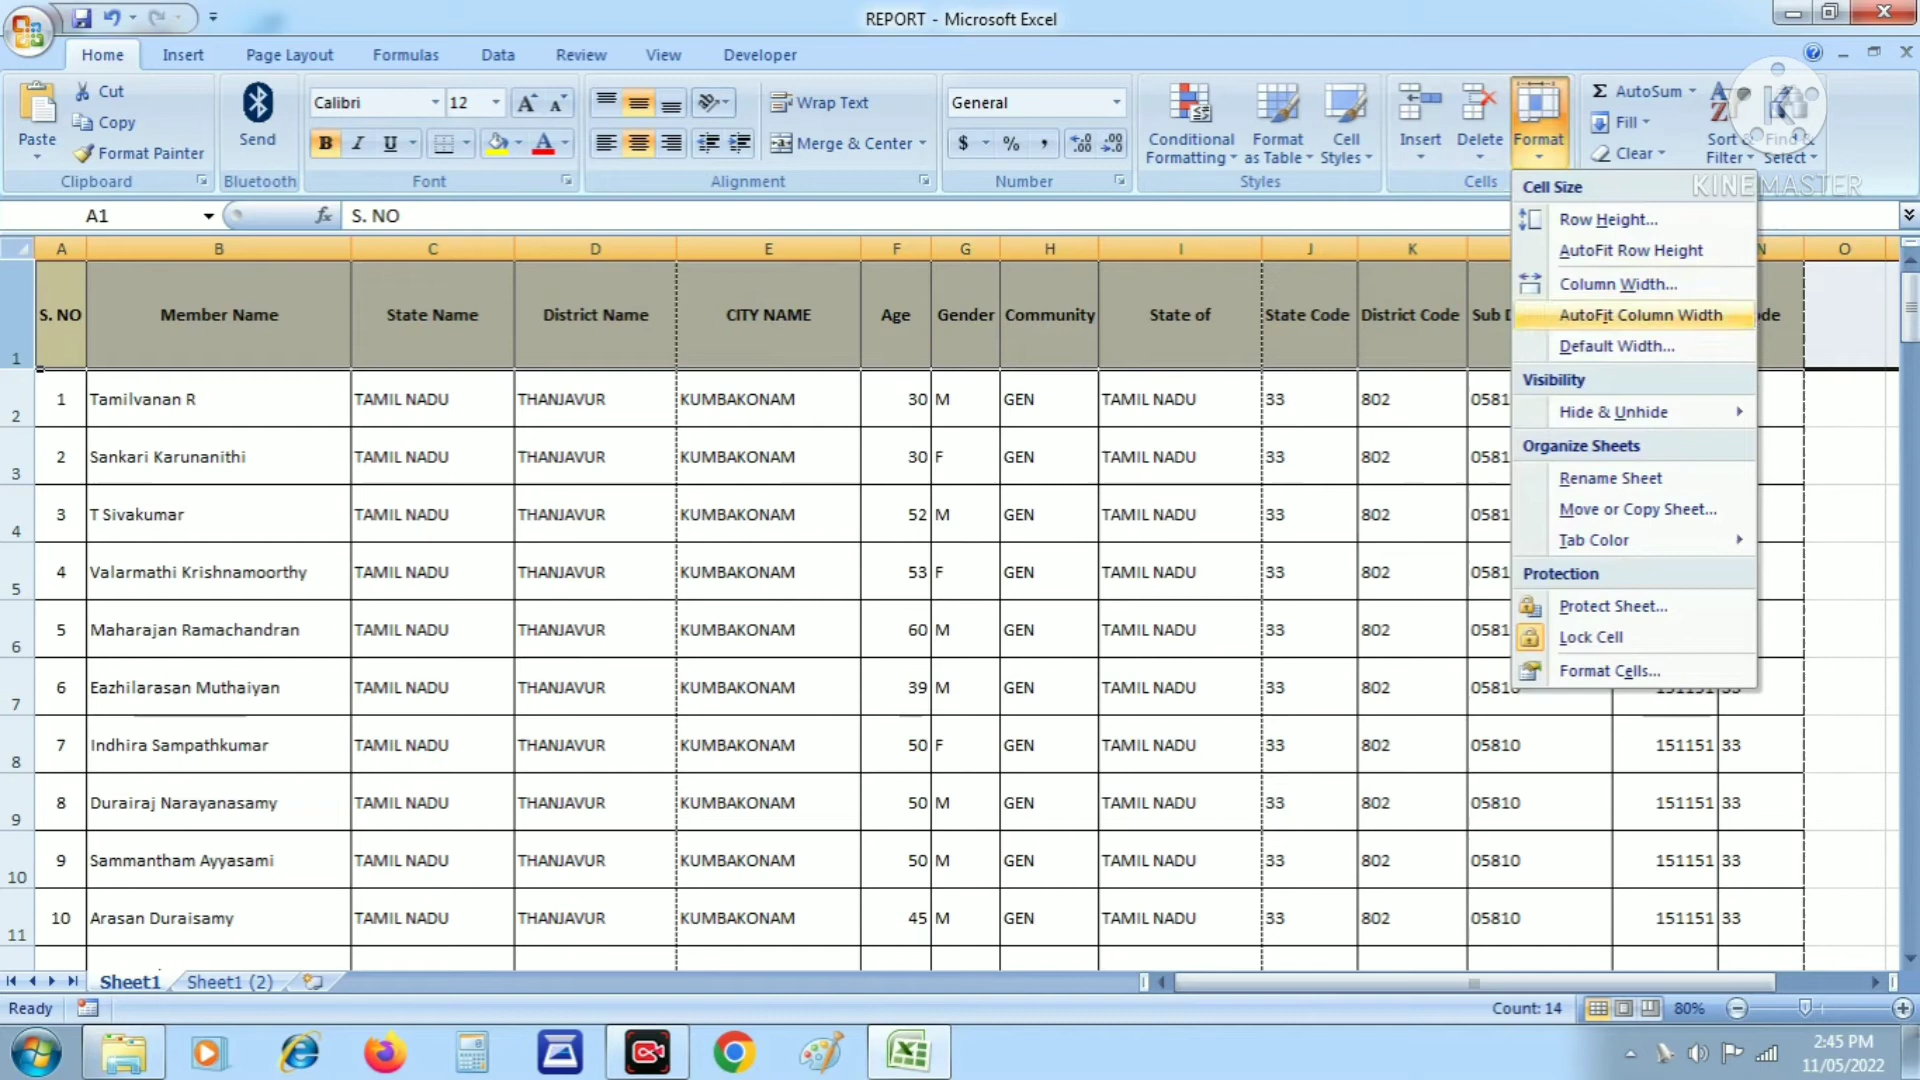 REPORT - Microsoft Excel
Home Insert Page Layout Formulas Data Review View Developer
Paste Cut Copy Format Painter Clipboard
Send Bluetooth
Calibri 12 B I U Font
Wrap Text Merge & Center Alignment
General $ % , Number
Conditional Formatting Format as Table Cell Styles Styles
Insert Delete Format Cells
Σ AutoSum Fill Clear Sort Filter Find & Select
KINEMASTER
A1 fx S. NO
A B C D E F G H I J K N O
1 S. NO Member Name State Name District Name CITY NAME Age Gender Community State of State Code District Code Sub
2 1 Tamilvanan R TAMIL NADU THANJAVUR KUMBAKONAM 30 M GEN TAMIL NADU 33 802 0581
3 2 Sankari Karunanithi TAMIL NADU THANJAVUR KUMBAKONAM 30 F GEN TAMIL NADU 33 802 0581
4 3 T Sivakumar TAMIL NADU THANJAVUR KUMBAKONAM 52 M GEN TAMIL NADU 33 802 0581
5 4 Valarmathi Krishnamoorthy TAMIL NADU THANJAVUR KUMBAKONAM 53 F GEN TAMIL NADU 33 802 0581
6 5 Maharajan Ramachandran TAMIL NADU THANJAVUR KUMBAKONAM 60 M GEN TAMIL NADU 33 802 0581
7 6 Eazhilarasan Muthaiyan TAMIL NADU THANJAVUR KUMBAKONAM 39 M GEN TAMIL NADU 33 802 05810 151151 33
8 7 Indhira Sampathkumar TAMIL NADU THANJAVUR KUMBAKONAM 50 F GEN TAMIL NADU 33 802 05810 151151 33
9 8 Durairaj Narayanasamy TAMIL NADU THANJAVUR KUMBAKONAM 50 M GEN TAMIL NADU 33 802 05810 151151 33
10 9 Sammantham Ayyasami TAMIL NADU THANJAVUR KUMBAKONAM 50 M GEN TAMIL NADU 33 802 05810 151151 33
11 10 Arasan Duraisamy TAMIL NADU THANJAVUR KUMBAKONAM 45 M GEN TAMIL NADU 33 802 05810 151151 33
Cell Size
Row Height...
AutoFit Row Height
Column Width...
AutoFit Column Width
Default Width...
Visibility
Hide & Unhide
Organize Sheets
Rename Sheet
Move or Copy Sheet...
Tab Color
Protection
Protect Sheet...
Lock Cell
Format Cells...
Sheet1 Sheet1 (2)
Ready Count: 14 80%
2:45 PM
11/05/2022